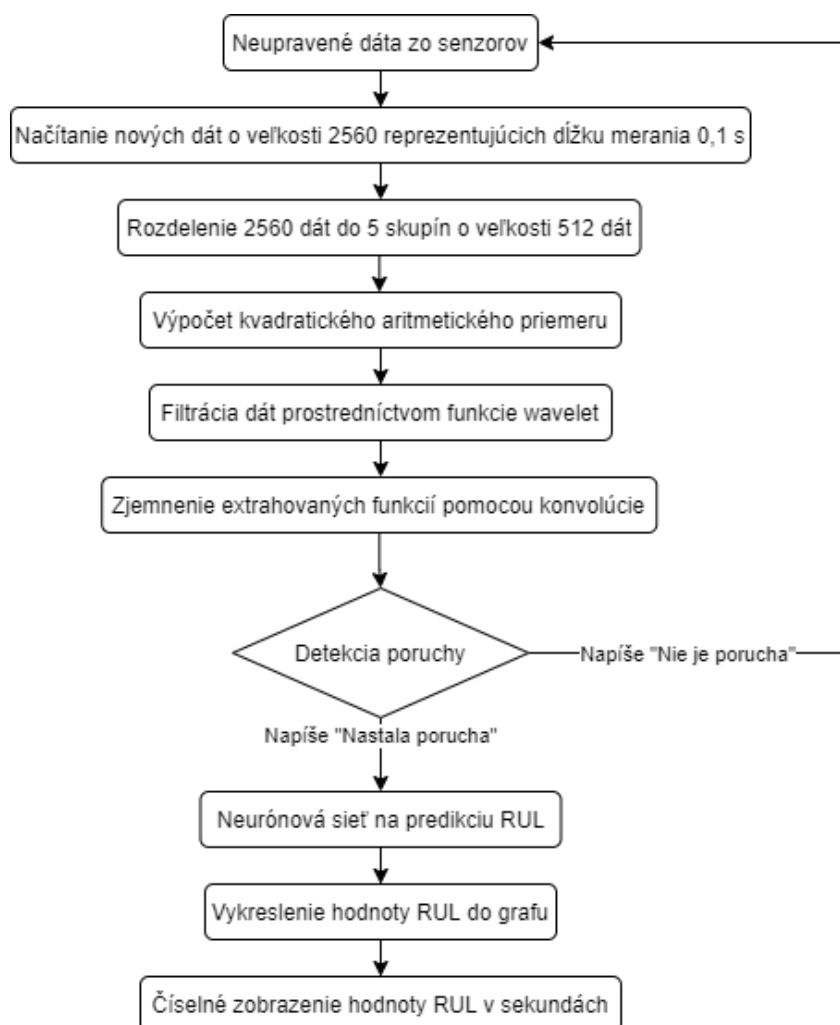 Neupravené dáta zo senzorov
Načítanie nových dát o veľkosti 2560 reprezentujúcich dĺžku merania 0,1 s
Rozdelenie 2560 dát do 5 skupín o veľkosti 512 dát
Výpočet kvadratického aritmetického priemeru
Filtrácia dát prostredníctvom funkcie wavelet
Zjemnenie extrahovaných funkcií pomocou konvolúcie
Detekcia poruchy
Napíše "Nie je porucha"
Napíše "Nastala porucha"
Neurónová sieť na predikciu RUL
Vykreslenie hodnoty RUL do grafu
Číselné zobrazenie hodnoty RUL v sekundách